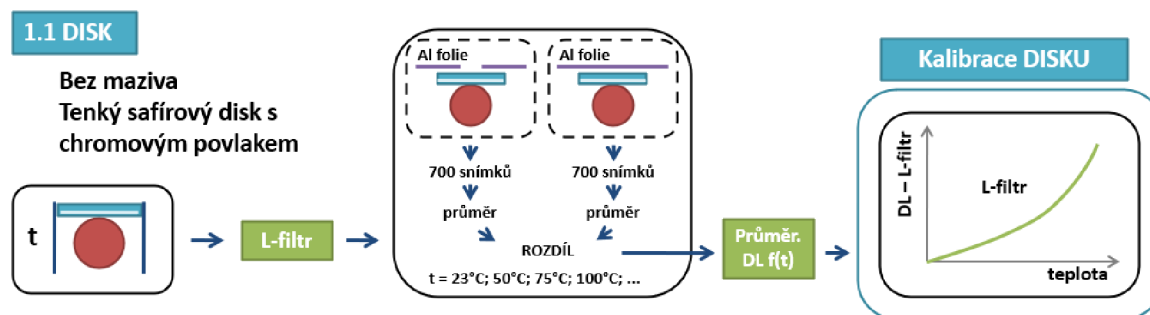 1.1 DISK
Bez maziva
Tenký safírový disk s
chromovým povlakem
t
L-filtr
Al folie
Al folie
700 snímků
700 snímků
průměr
průměr
ROZDÍL
t = 23°C; 50°C; 75°C; 100°C; ...
Průměr.
DL f(t)
Kalibrace DISKU
DL – L-filtr
L-filtr
teplota